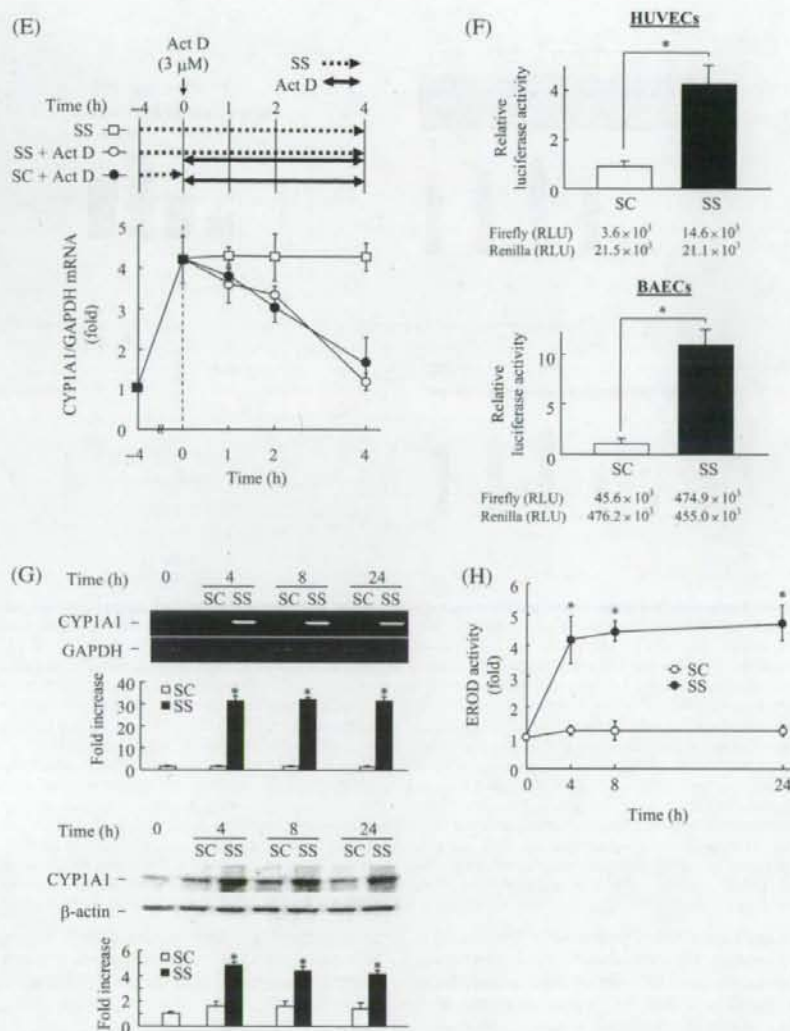 (E)
Act D
(3 μM)
SS
Act D
Time (h) −4 0 1 2 4
SS
SS + Act D
SC + Act D
CYP1A1/GAPDH mRNA
(fold)
5
4
3
2
1
0
−4 0 1 2 4
Time (h)
(F)
HUVECs
*
Relative
luciferase activity
4
2
0
SC SS
Firefly (RLU) 3.6 × 10³ 14.6 × 10³
Renilla (RLU) 21.5 × 10³ 21.1 × 10³
BAECs
*
Relative
luciferase activity
10
5
0
SC SS
Firefly (RLU) 45.6 × 10³ 474.9 × 10³
Renilla (RLU) 476.2 × 10³ 455.0 × 10³
(G)
Time (h) 0 4 8 24
SC SS SC SS SC SS
CYP1A1
GAPDH
Fold increase
40
30
20
10
0
SC
SS
* * *
Time (h) 0 4 8 24
SC SS SC SS SC SS
CYP1A1
β-actin
Fold increase
6
4
2
0
SC
SS
* * *
(H)
EROD activity
(fold)
6
5
4
3
2
1
0
* * *
SC
SS
0 4 8 24
Time (h)